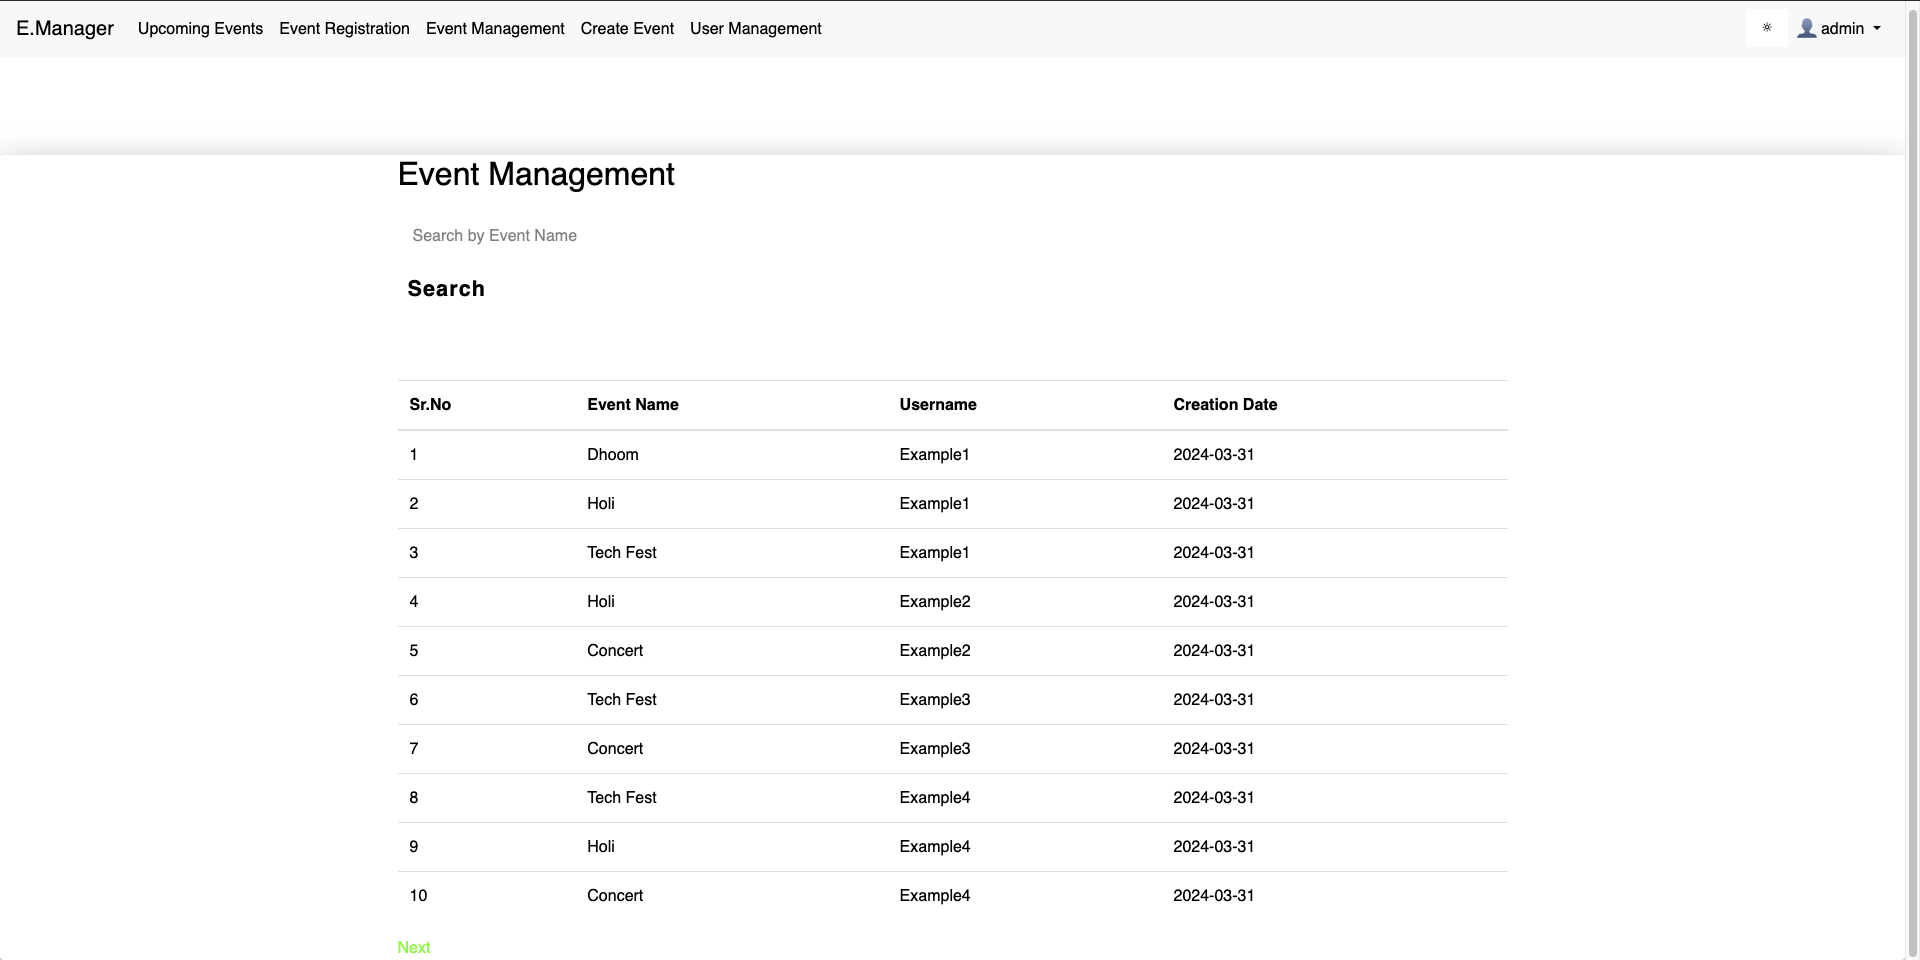 E.Manager Upcoming Events Event Registration Event Management Create Event User Management admin
Event Management
Search by Event Name
Search
Sr.No Event Name Username Creation Date
1 Dhoom Example1 2024-03-31
2 Holi Example1 2024-03-31
3 Tech Fest Example1 2024-03-31
4 Holi Example2 2024-03-31
5 Concert Example2 2024-03-31
6 Tech Fest Example3 2024-03-31
7 Concert Example3 2024-03-31
8 Tech Fest Example4 2024-03-31
9 Holi Example4 2024-03-31
10 Concert Example4 2024-03-31
Next